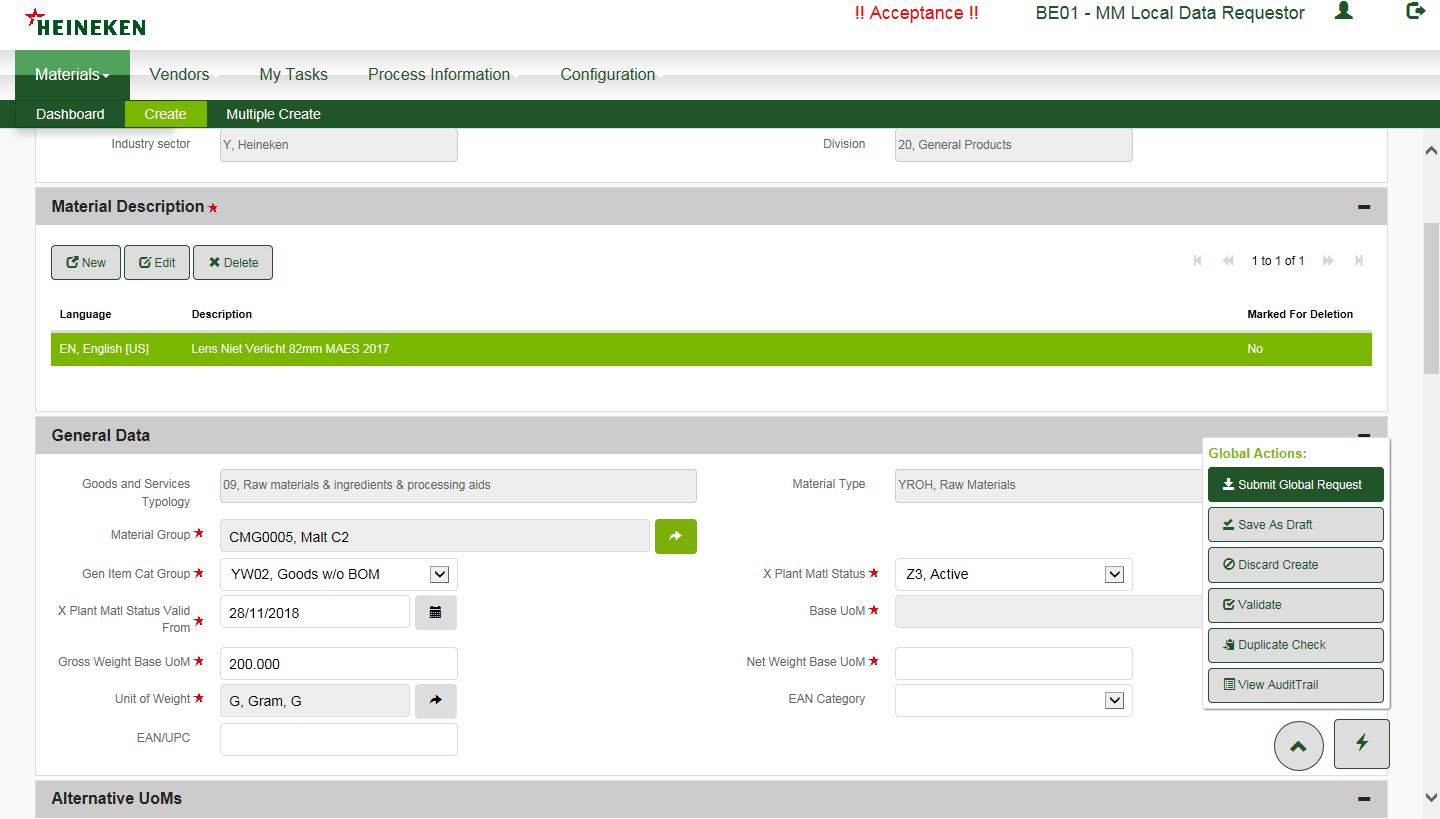 HEINEKEN
!! Acceptance !!
BE01 - MM Local Data Requestor
Materials
Vendors
My Tasks
Process Information
Configuration
Dashboard
Create
Multiple Create
Industry sector
Y, Heineken
Division
20, General Products
Material Description
New
Edit
Delete
1 to 1 of 1
Language
Description
Marked For Deletion
EN, English [US]
Lens Niet Verlicht 82mm MAES 2017
No
General Data
Goods and Services
Typology
09, Raw materials & ingredients & processing aids
Material Type
YROH, Raw Materials
Material Group
CMG0005, Malt C2
Gen Item Cat Group
YW02, Goods w/o BOM
X Plant Matl Status
Z3, Active
X Plant Matl Status Valid
From
28/11/2018
Base UoM
Gross Weight Base UoM
200.000
Net Weight Base UoM
Unit of Weight
G, Gram, G
EAN Category
EAN/UPC
Global Actions:
Submit Global Request
Save As Draft
Discard Create
Validate
Duplicate Check
View AuditTrail
Alternative UoMs